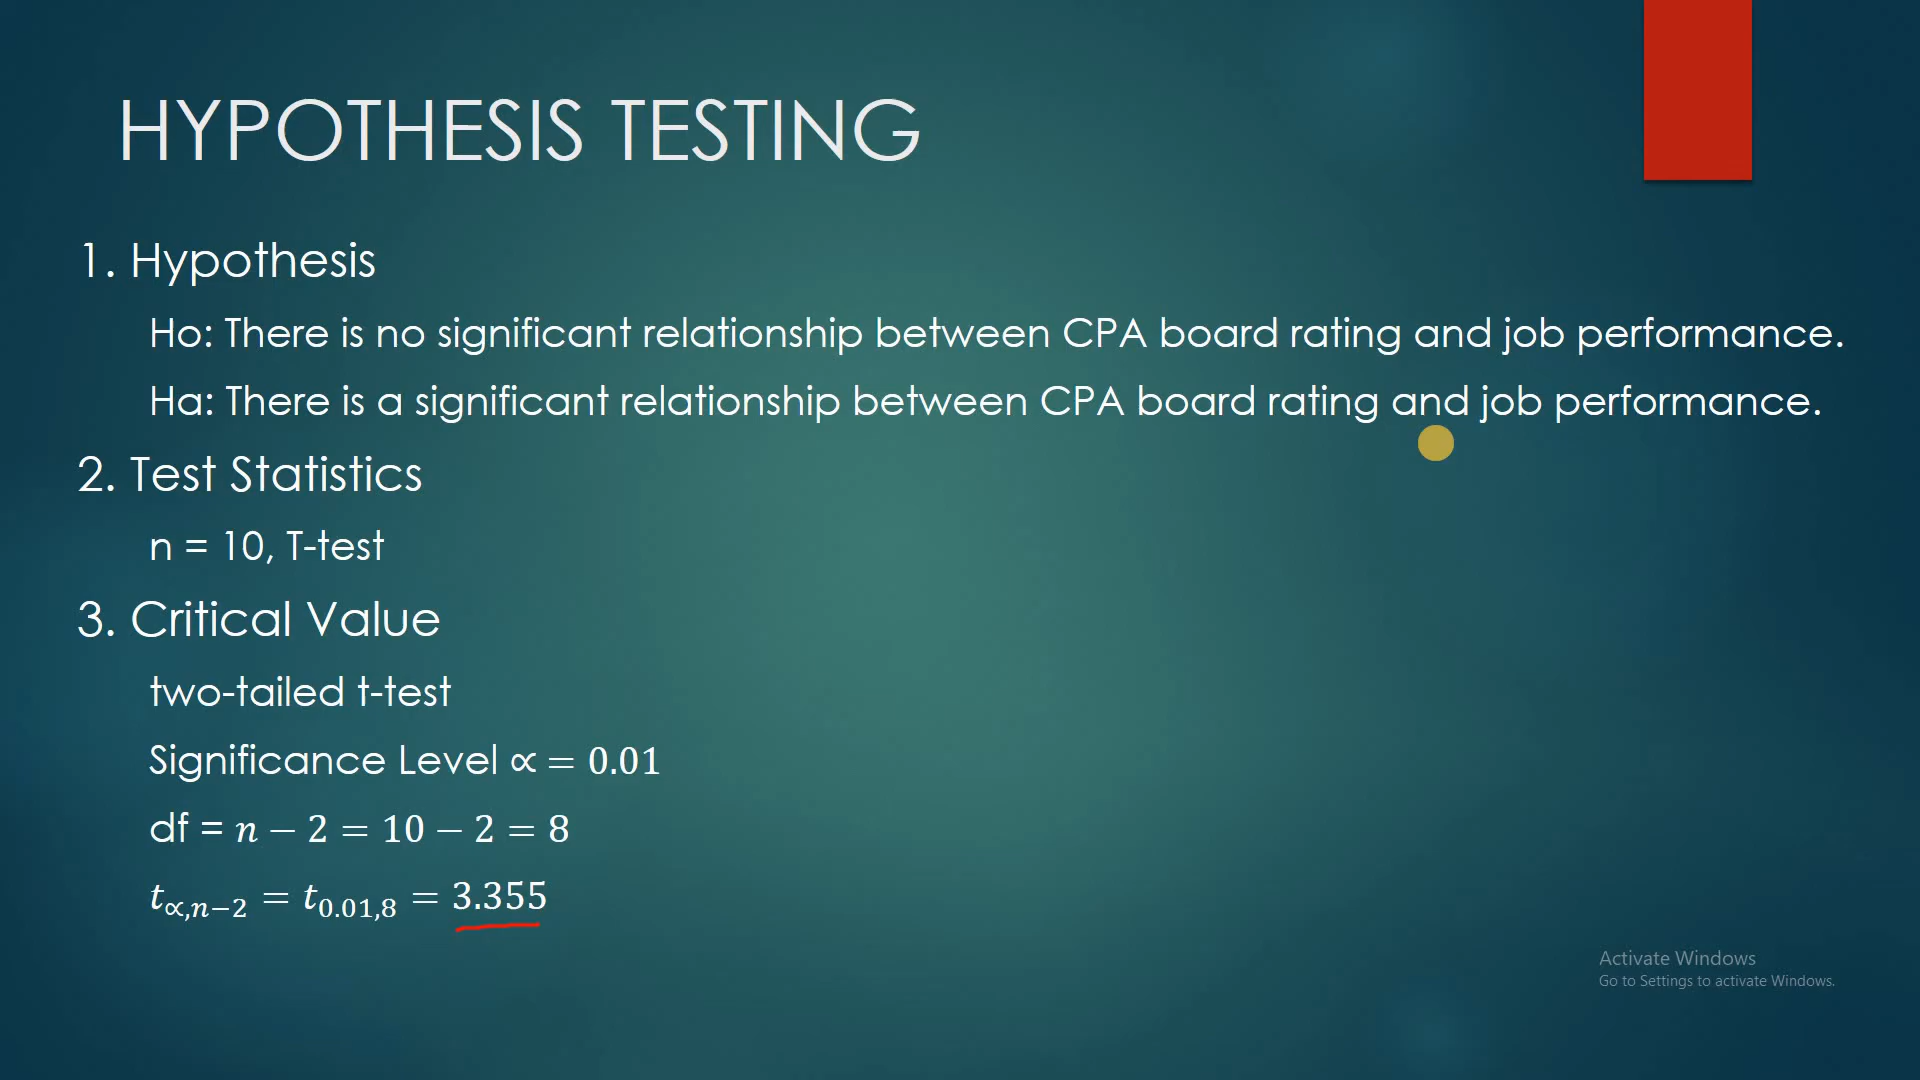 HYPOTHESIS TESTING
1. Hypothesis
Ho: There is no significant relationship between CPA board rating and job performance.
Ha: There is a significant relationship between CPA board rating and job performance.
2. Test Statistics
n = 10, T-test
3. Critical Value
two-tailed t-test
Significance Level ∝ = 0.01
df = n − 2 = 10 − 2 = 8
t∝,n−2 = t0.01,8 = 3.355
Activate Windows
Go to Settings to activate Windows.